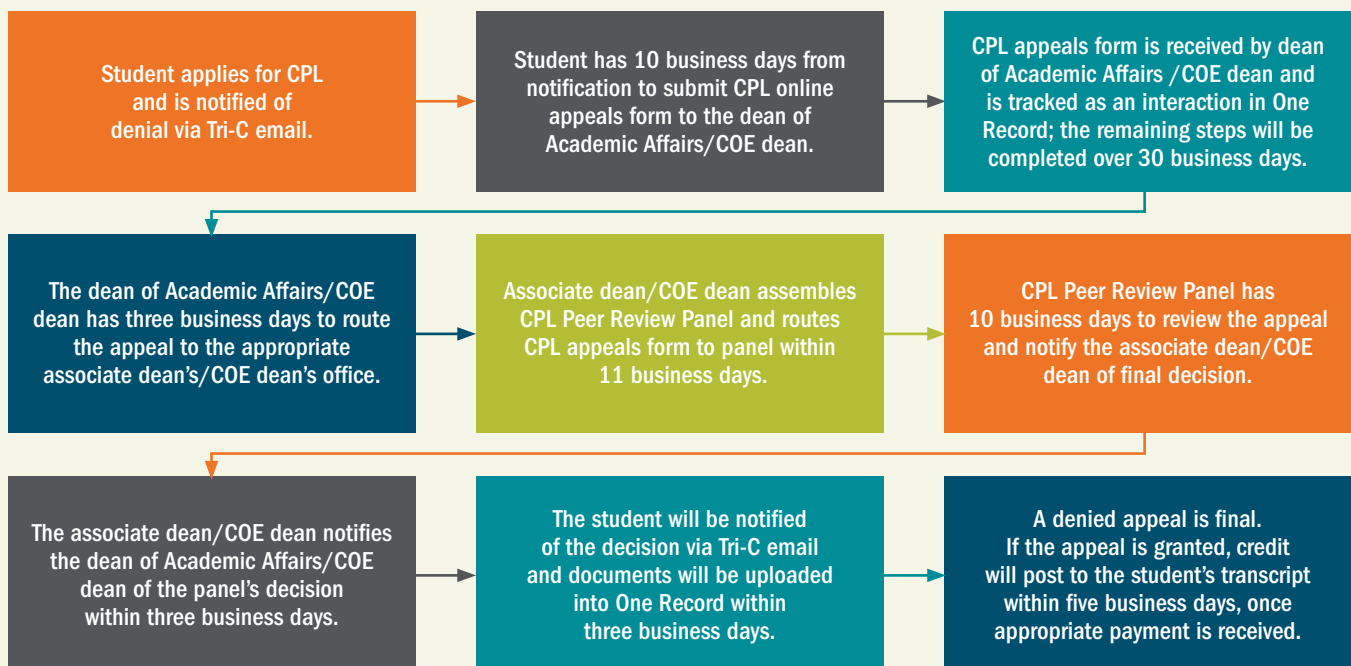 Student applies for CPL
and is notified of
denial via Tri-C email.
Student has 10 business days from
notification to submit CPL online
appeals form to the dean of
Academic Affairs/COE dean.
CPL appeals form is received by dean
of Academic Affairs /COE dean and
is tracked as an interaction in One
Record; the remaining steps will be
completed over 30 business days.
The dean of Academic Affairs/COE
dean has three business days to route
the appeal to the appropriate
associate dean’s/COE dean’s office.
Associate dean/COE dean assembles
CPL Peer Review Panel and routes
CPL appeals form to panel within
11 business days.
CPL Peer Review Panel has
10 business days to review the appeal
and notify the associate dean/COE
dean of final decision.
The associate dean/COE dean notifies
the dean of Academic Affairs/COE
dean of the panel’s decision
within three business days.
The student will be notified
of the decision via Tri-C email
and documents will be uploaded
into One Record within
three business days.
A denied appeal is final.
If the appeal is granted, credit
will post to the student’s transcript
within five business days, once
appropriate payment is received.